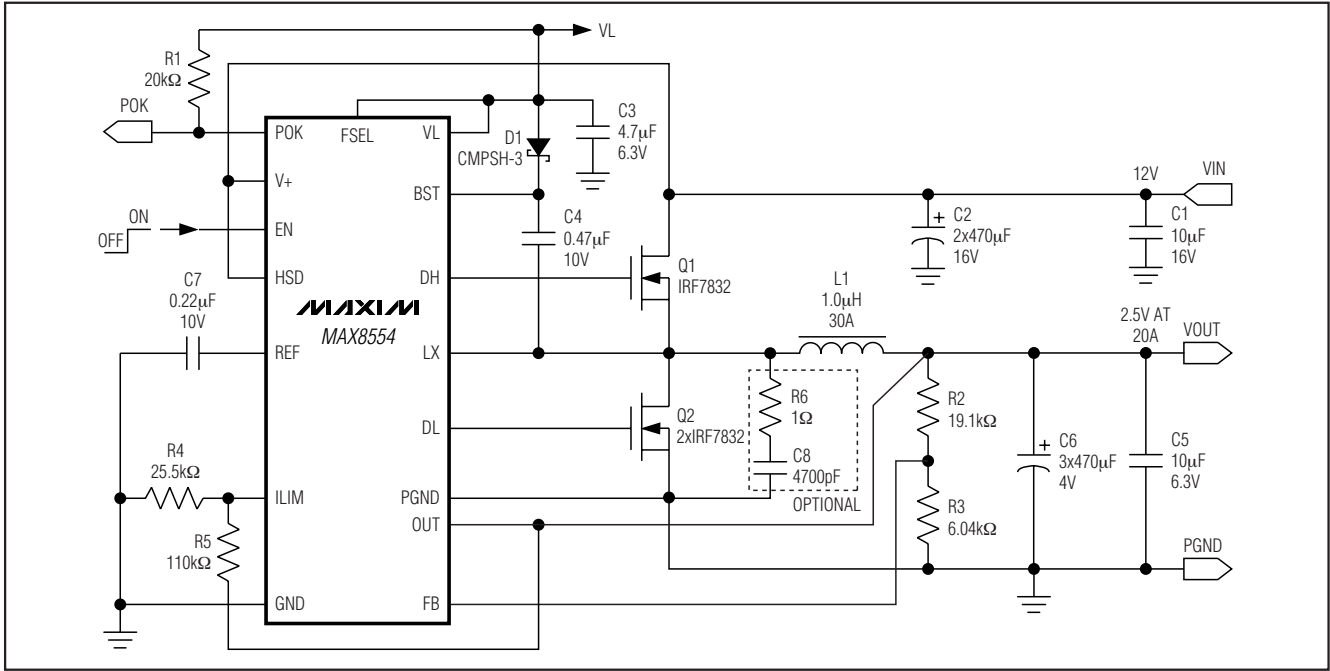 VL
R1
20kΩ
POK
POK
FSEL
VL
D1
CMPSH-3
C3
4.7µF
6.3V
V+
BST
12V
VIN
ON
OFF
EN
C4
0.47µF
10V
+
C2
2x470µF
16V
C1
10µF
16V
HSD
DH
Q1
IRF7832
C7
0.22µF
10V
MAXIM
MAX8554
L1
1.0µH
30A
2.5V AT
20A
VOUT
REF
LX
R6
1Ω
R2
19.1kΩ
DL
Q2
2xIRF7832
+
C6
3x470µF
4V
C5
10µF
6.3V
C8
4700pF
R4
25.5kΩ
ILIM
PGND
OPTIONAL
OUT
R3
6.04kΩ
R5
110kΩ
PGND
GND
FB